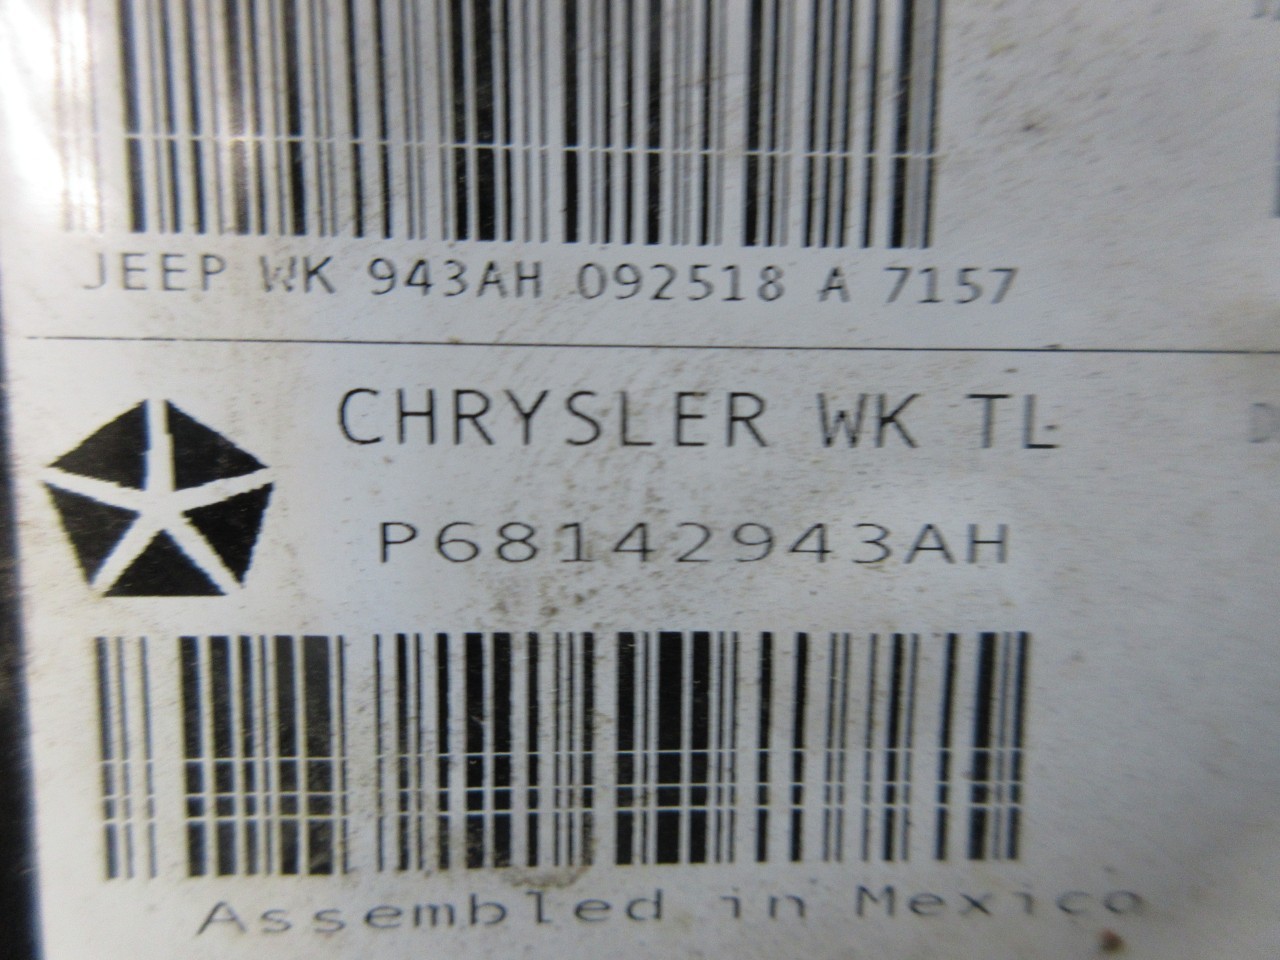 JEEP WK 943AH 092518 A 7157
CHRYSLER WK TL
P68142943AH
Assembled in Mexico